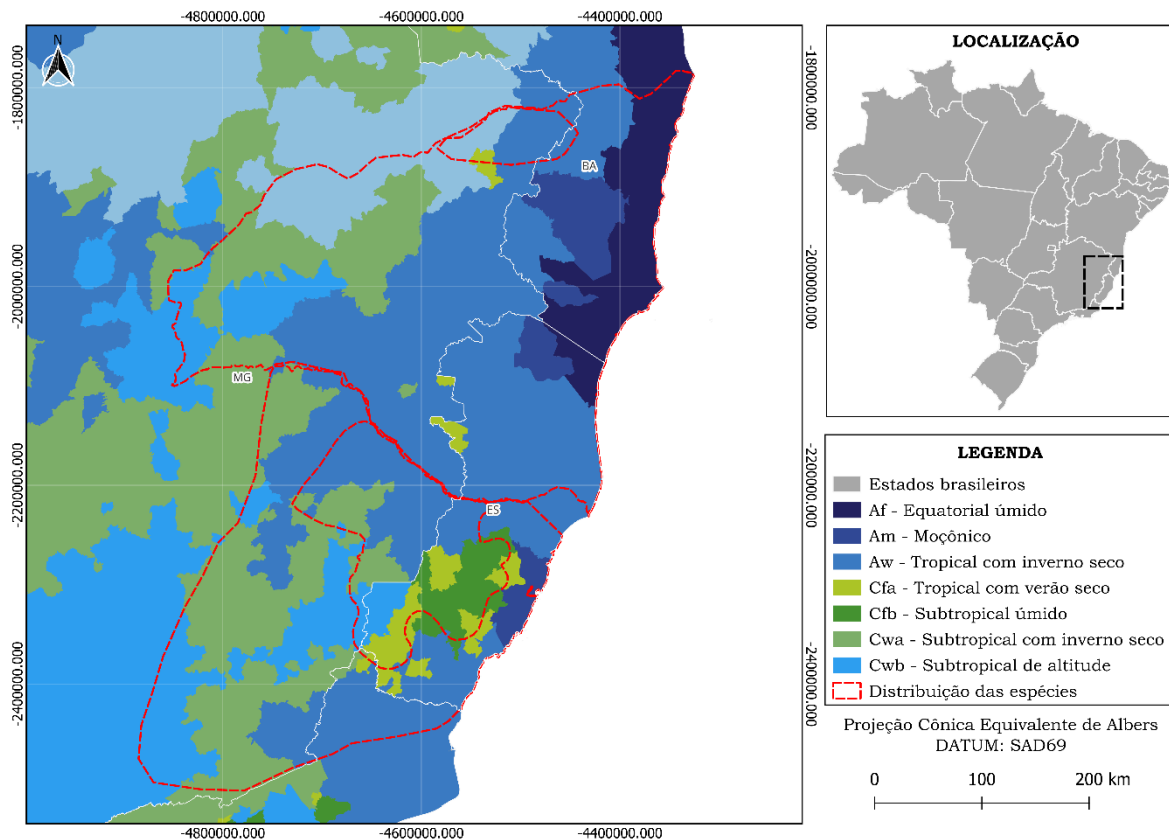 -4800000.000 -4600000.000 -4400000.000
N
-1800000.000
-2000000.000
-2200000.000
-2400000.000
BA
MG
ES
-1800000.000
-2000000.000
-2200000.000
-2400000.000
-4800000.000 -4600000.000 -4400000.000
LOCALIZAÇÃO
LEGENDA
Estados brasileiros
Af - Equatorial úmido
Am - Moçônico
Aw - Tropical com inverno seco
Cfa - Tropical com verão seco
Cfb - Subtropical úmido
Cwa - Subtropical com inverno seco
Cwb - Subtropical de altitude
Distribuição das espécies
Projeção Cônica Equivalente de Albers
DATUM: SAD69
0 100 200 km